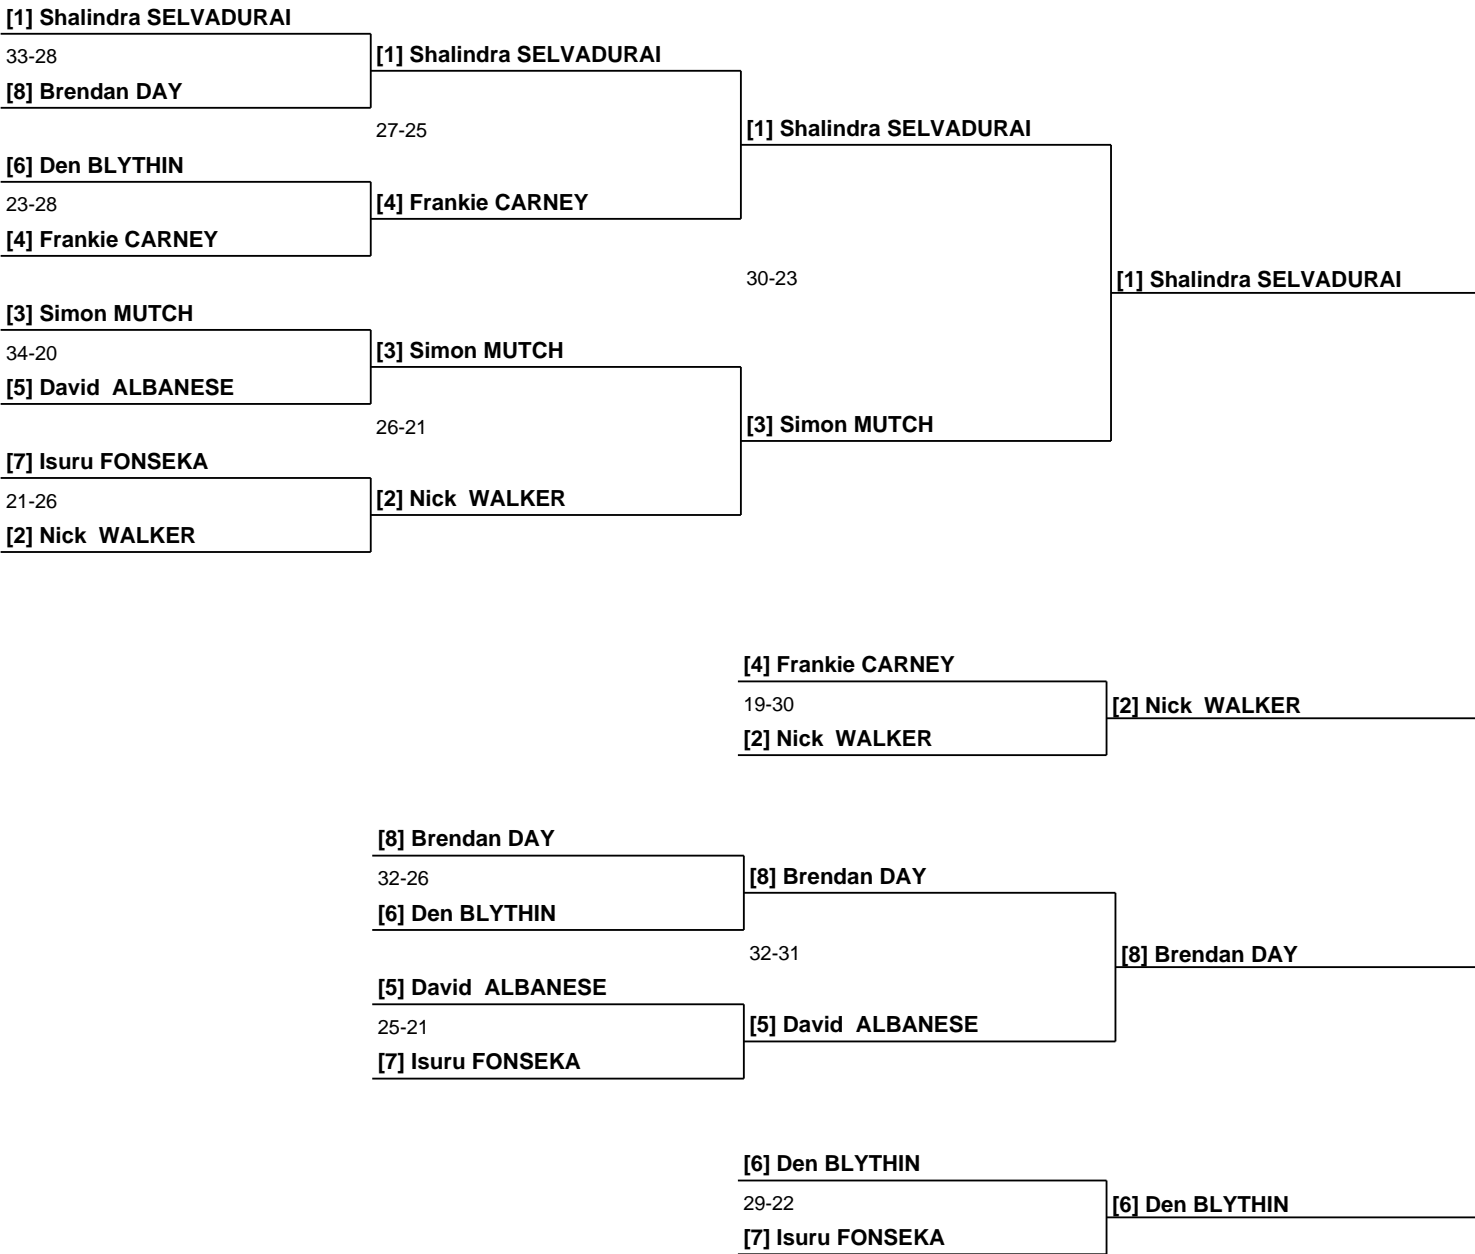 [1] Shalindra SELVADURAI
33-28
[1] Shalindra SELVADURAI
[8] Brendan DAY
27-25
[1] Shalindra SELVADURAI
[6] Den BLYTHIN
23-28
[4] Frankie CARNEY
[4] Frankie CARNEY
30-23
[1] Shalindra SELVADURAI
[3] Simon MUTCH
34-20
[3] Simon MUTCH
[5] David  ALBANESE
26-21
[3] Simon MUTCH
[7] Isuru FONSEKA
21-26
[2] Nick  WALKER
[2] Nick  WALKER
[4] Frankie CARNEY
19-30
[2] Nick  WALKER
[2] Nick  WALKER
[8] Brendan DAY
32-26
[8] Brendan DAY
[6] Den BLYTHIN
32-31
[8] Brendan DAY
[5] David  ALBANESE
25-21
[5] David  ALBANESE
[7] Isuru FONSEKA
[6] Den BLYTHIN
29-22
[6] Den BLYTHIN
[7] Isuru FONSEKA